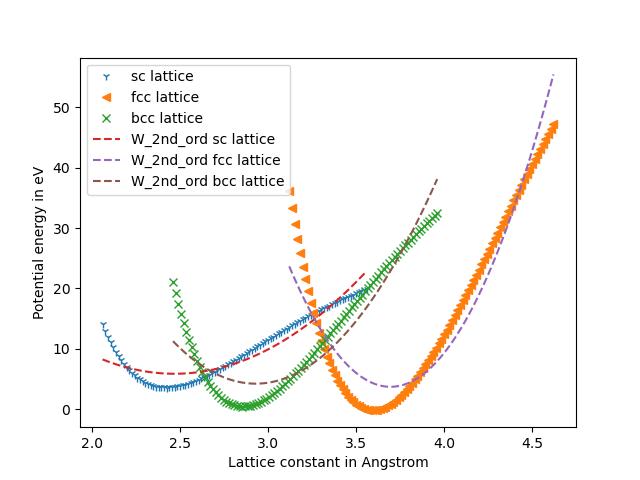 sc lattice
fcc lattice
bcc lattice
W_2nd_ord sc lattice
W_2nd_ord fcc lattice
W_2nd_ord bcc lattice
Potential energy in eV
50
40
30
20
10
0
2.0 2.5 3.0 3.5 4.0 4.5
Lattice constant in Angstrom